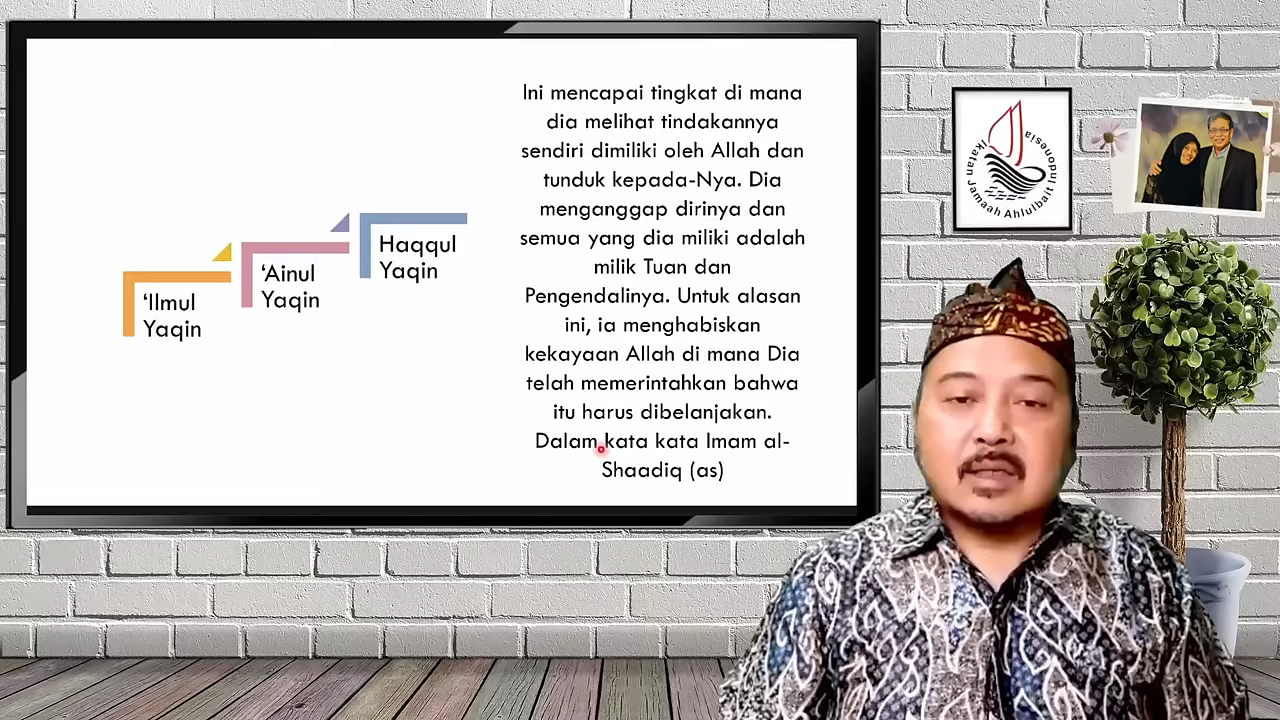 ‘Ilmul
Yaqin
‘Ainul
Yaqin
Haqqul
Yaqin
Ini mencapai tingkat di mana
dia melihat tindakannya
sendiri dimiliki oleh Allah dan
tunduk kepada-Nya. Dia
menganggap dirinya dan
semua yang dia miliki adalah
milik Tuan dan
Pengendalinya. Untuk alasan
ini, ia menghabiskan
kekayaan Allah di mana Dia
telah memerintahkan bahwa
itu harus dibelanjakan.
Dalam kata kata Imam al-
Shaadiq (as)
Ikatan Jamaah Ahlulbait Indonesia